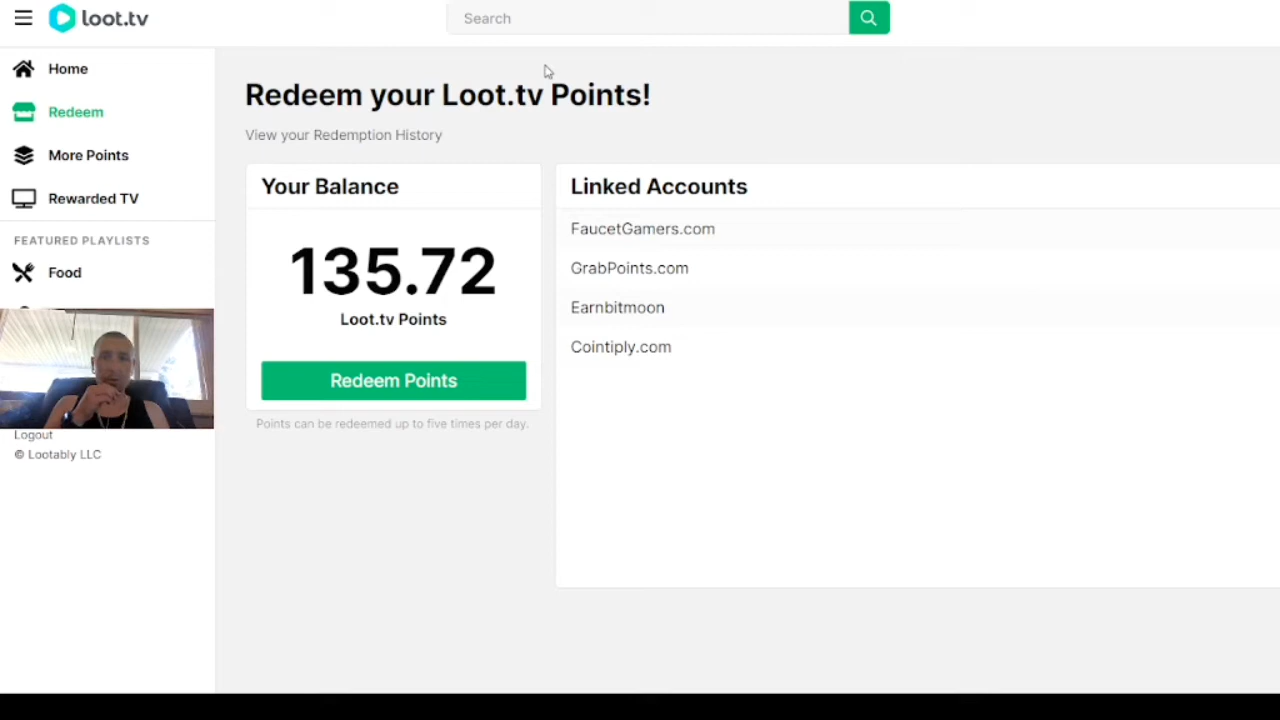 loot.tv
Search
Home
Redeem
More Points
Rewarded TV
FEATURED PLAYLISTS
Food
Logout
© Lootably LLC
Redeem your Loot.tv Points!
View your Redemption History
Your Balance
135.72
Loot.tv Points
Redeem Points
Points can be redeemed up to five times per day.
Linked Accounts
FaucetGamers.com
GrabPoints.com
Earnbitmoon
Cointiply.com